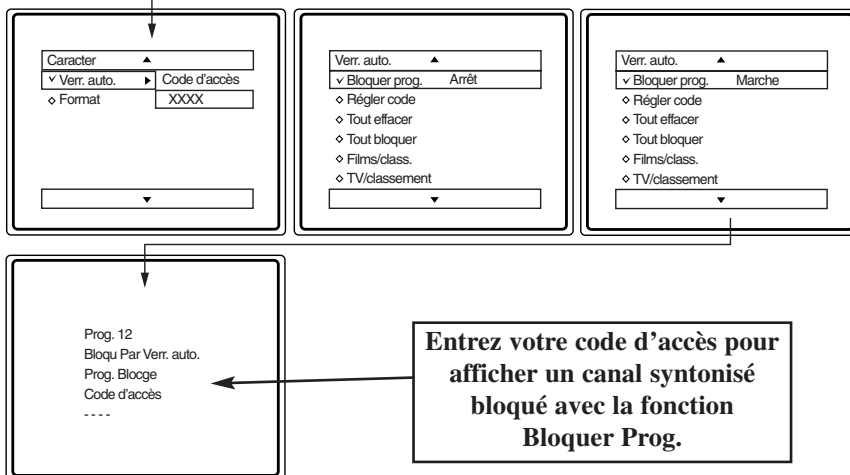 Caracter
Verr. auto.
Code d'accès
Format
XXXX
Verr. auto.
Bloquer prog. Arrêt
Régler code
Tout effacer
Tout bloquer
Films/class.
TV/classement
Verr. auto.
Bloquer prog. Marche
Régler code
Tout effacer
Tout bloquer
Films/class.
TV/classement
Prog. 12
Bloqu Par Verr. auto.
Prog. Blocge
Code d'accès
- - - -
Entrez votre code d'accès pour
afficher un canal syntonisé
bloqué avec la fonction
Bloquer Prog.